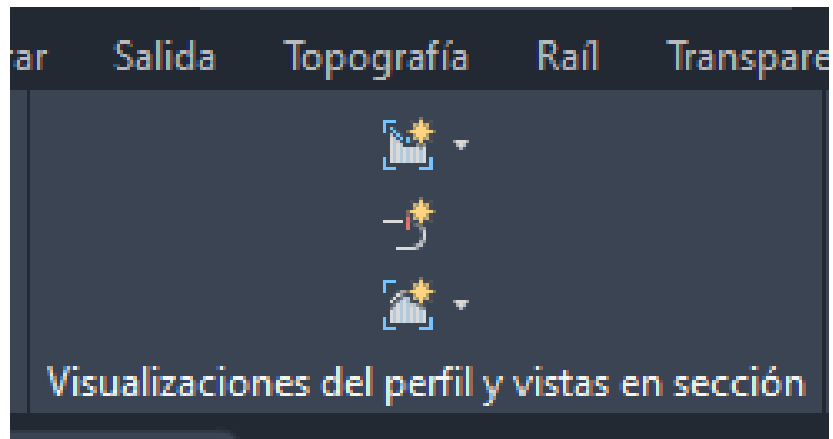 Salida Topografía Raíl
Visualizaciones del perfil y vistas en sección